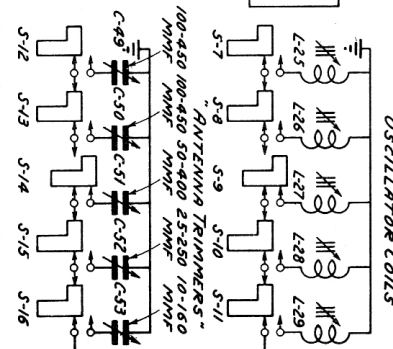 OSCILLATOR COILS
L-25 L-26 L-27 L-28 L-29
S-7 S-8 S-9 S-10 S-11
"ANTENNA TRIMMERS"
100-450 100-450 50-400 25-250 10-160
MMF MMF MMF MMF MMF
C-49 C-50 C-51 C-52 C-53
S-12 S-13 S-14 S-15 S-16